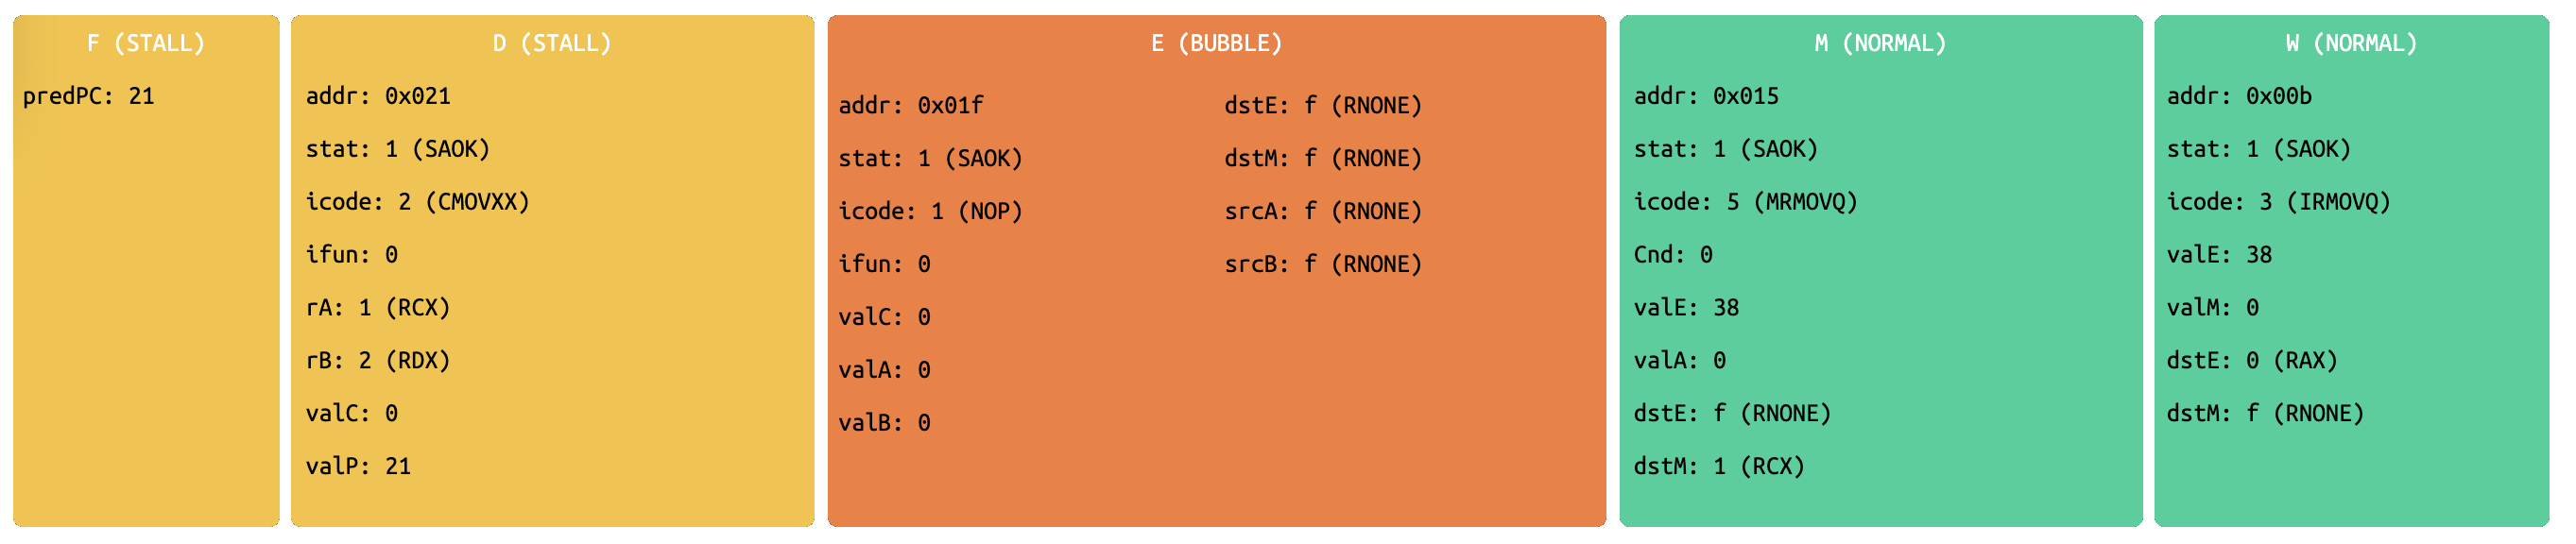 F (STALL)
predPC: 21
D (STALL)
addr: 0x021
stat: 1 (SAOK)
icode: 2 (CMOVXX)
ifun: 0
rA: 1 (RCX)
rB: 2 (RDX)
valC: 0
valP: 21
E (BUBBLE)
addr: 0x01f
stat: 1 (SAOK)
icode: 1 (NOP)
ifun: 0
valC: 0
valA: 0
valB: 0
dstE: f (RNONE)
dstM: f (RNONE)
srcA: f (RNONE)
srcB: f (RNONE)
M (NORMAL)
addr: 0x015
stat: 1 (SAOK)
icode: 5 (MRMOVQ)
Cnd: 0
valE: 38
valA: 0
dstE: f (RNONE)
dstM: 1 (RCX)
W (NORMAL)
addr: 0x00b
stat: 1 (SAOK)
icode: 3 (IRMOVQ)
valE: 38
valM: 0
dstE: 0 (RAX)
dstM: f (RNONE)